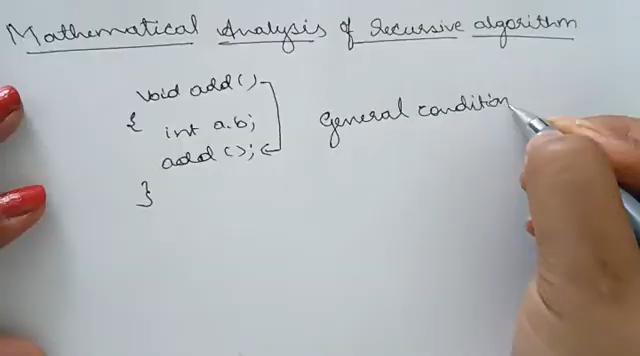 Mathematical Analysis of Recursive algorithm
Void add()
{ int a.b;
add ();
}
General condition